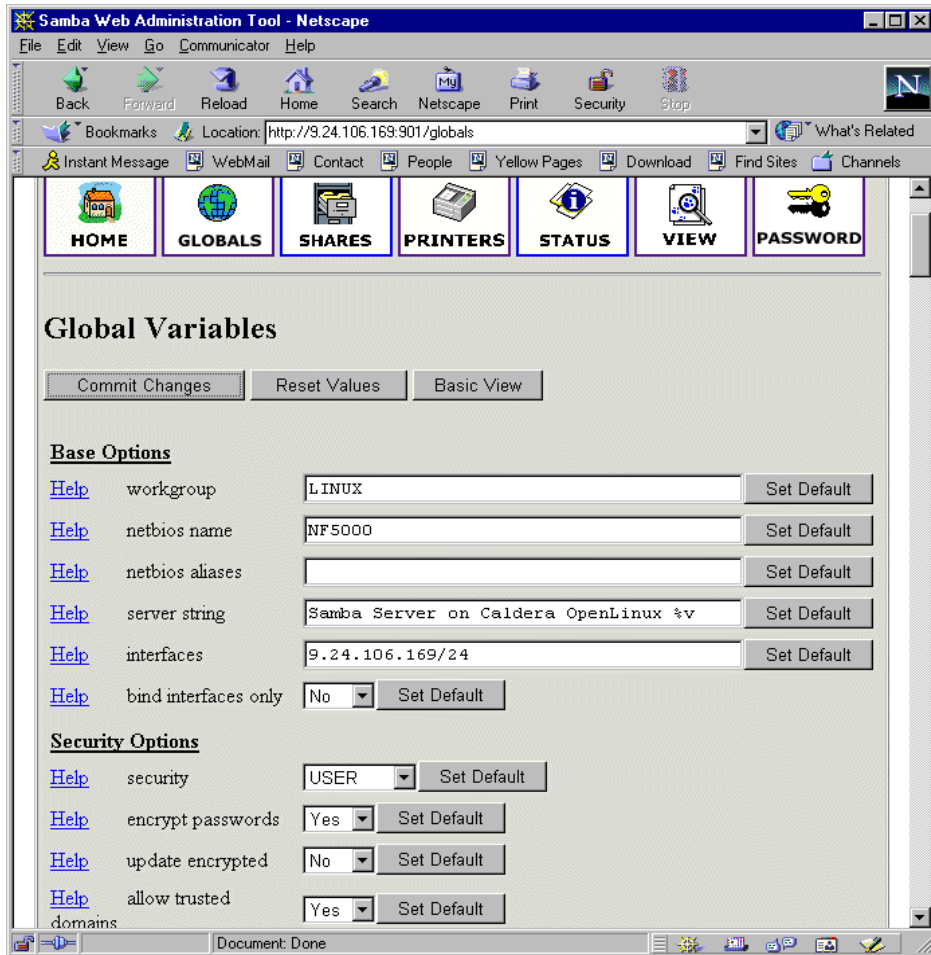 Samba Web Administration Tool - Netscape
File Edit View Go Communicator Help
Back Forward Reload Home Search Netscape Print Security Stop
My
N
Bookmarks Location: http://9.24.106.169:901/globals What's Related
Instant Message WebMail Contact People Yellow Pages Download Find Sites Channels
HOME GLOBALS SHARES PRINTERS STATUS VIEW PASSWORD
Global Variables
Commit Changes Reset Values Basic View
Base Options
Help workgroup LINUX Set Default
Help netbios name NF5000 Set Default
Help netbios aliases Set Default
Help server string Samba Server on Caldera OpenLinux %v Set Default
Help interfaces 9.24.106.169/24 Set Default
Help bind interfaces only No Set Default
Security Options
Help security USER Set Default
Help encrypt passwords Yes Set Default
Help update encrypted No Set Default
Help allow trusted
domains Yes Set Default
Document: Done